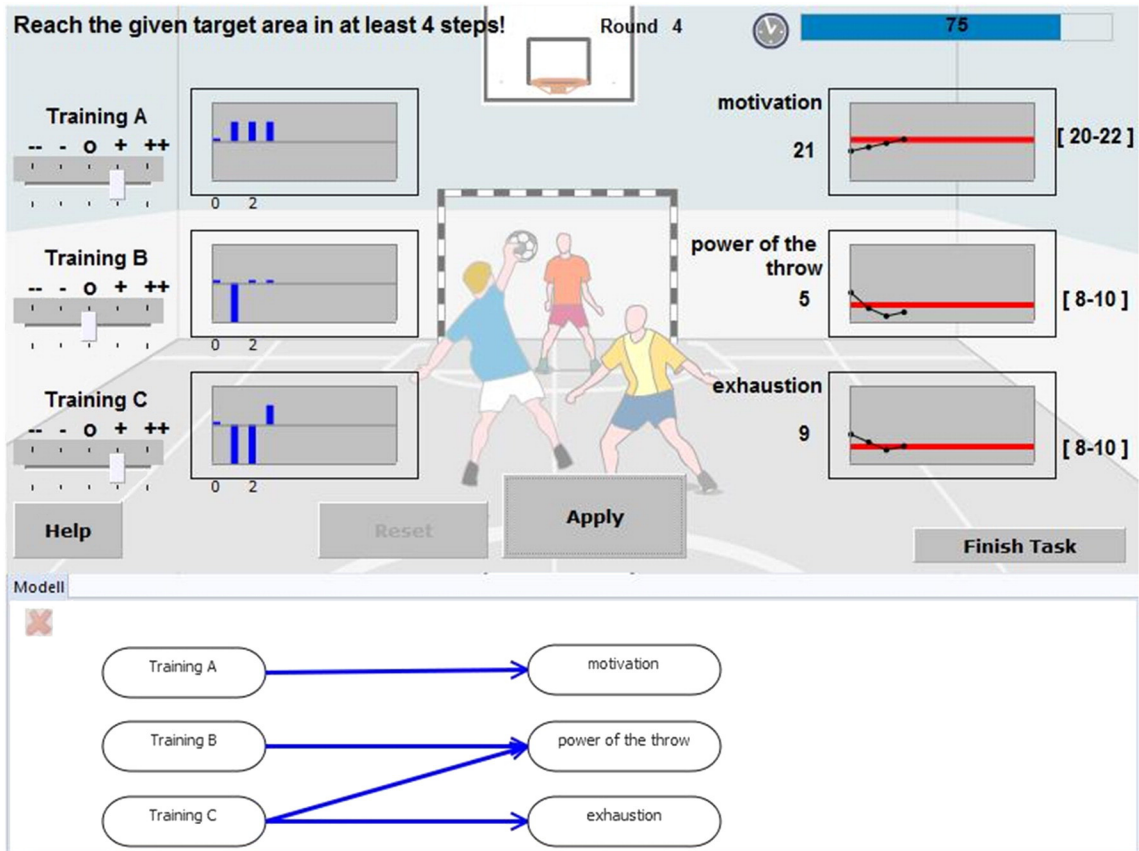 Reach the given target area in at least 4 steps!
Round 4
75
Training A
-- - o + ++
0 2
motivation
21
[ 20-22 ]
Training B
-- - o + ++
0 2
power of the
throw
5
[ 8-10 ]
Training C
-- - o + ++
0 2
exhaustion
9
[ 8-10 ]
Help
Reset
Apply
Finish Task
Modell
Training A
motivation
Training B
power of the throw
Training C
exhaustion